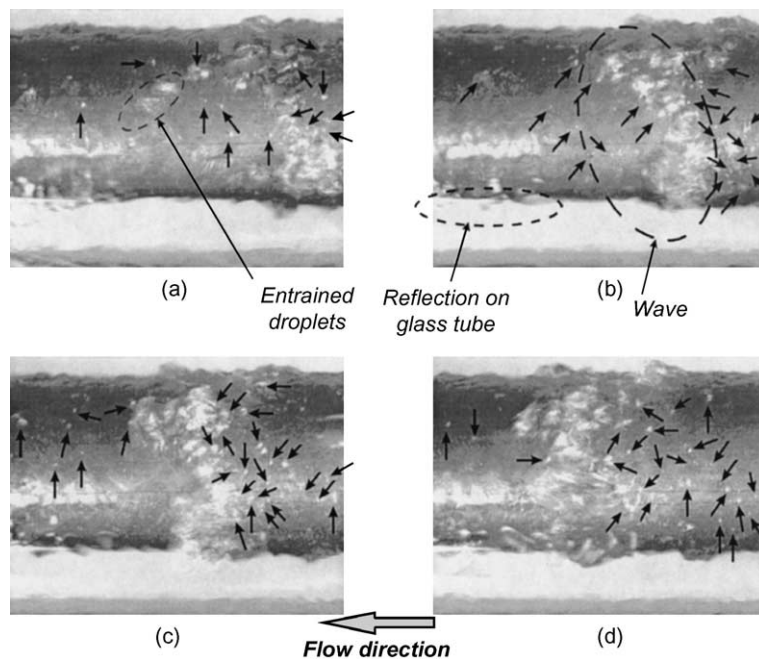 (a)
(b)
Entrained
droplets
Reflection on
glass tube
Wave
(c)
Flow direction
(d)